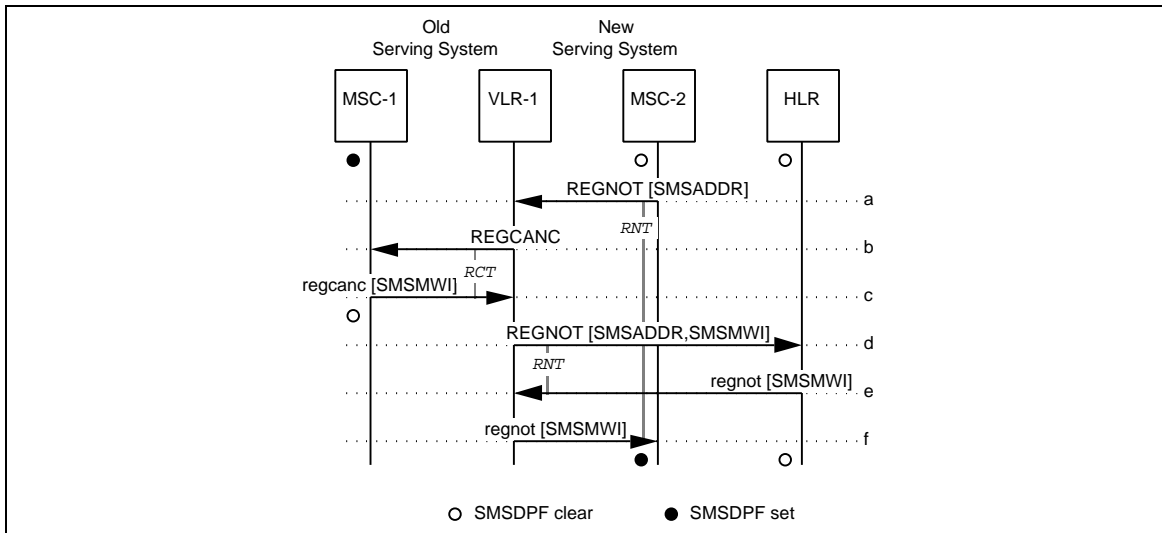 Old
Serving System
New
Serving System
MSC-1
VLR-1
MSC-2
HLR
REGNOT [SMSADDR]
a
RNT
REGCANC
b
RCT
regcanc [SMSMWI]
c
REGNOT [SMSADDR,SMSMWI]
d
RNT
regnot [SMSMWI]
e
regnot [SMSMWI]
f
SMSDPF clear
SMSDPF set